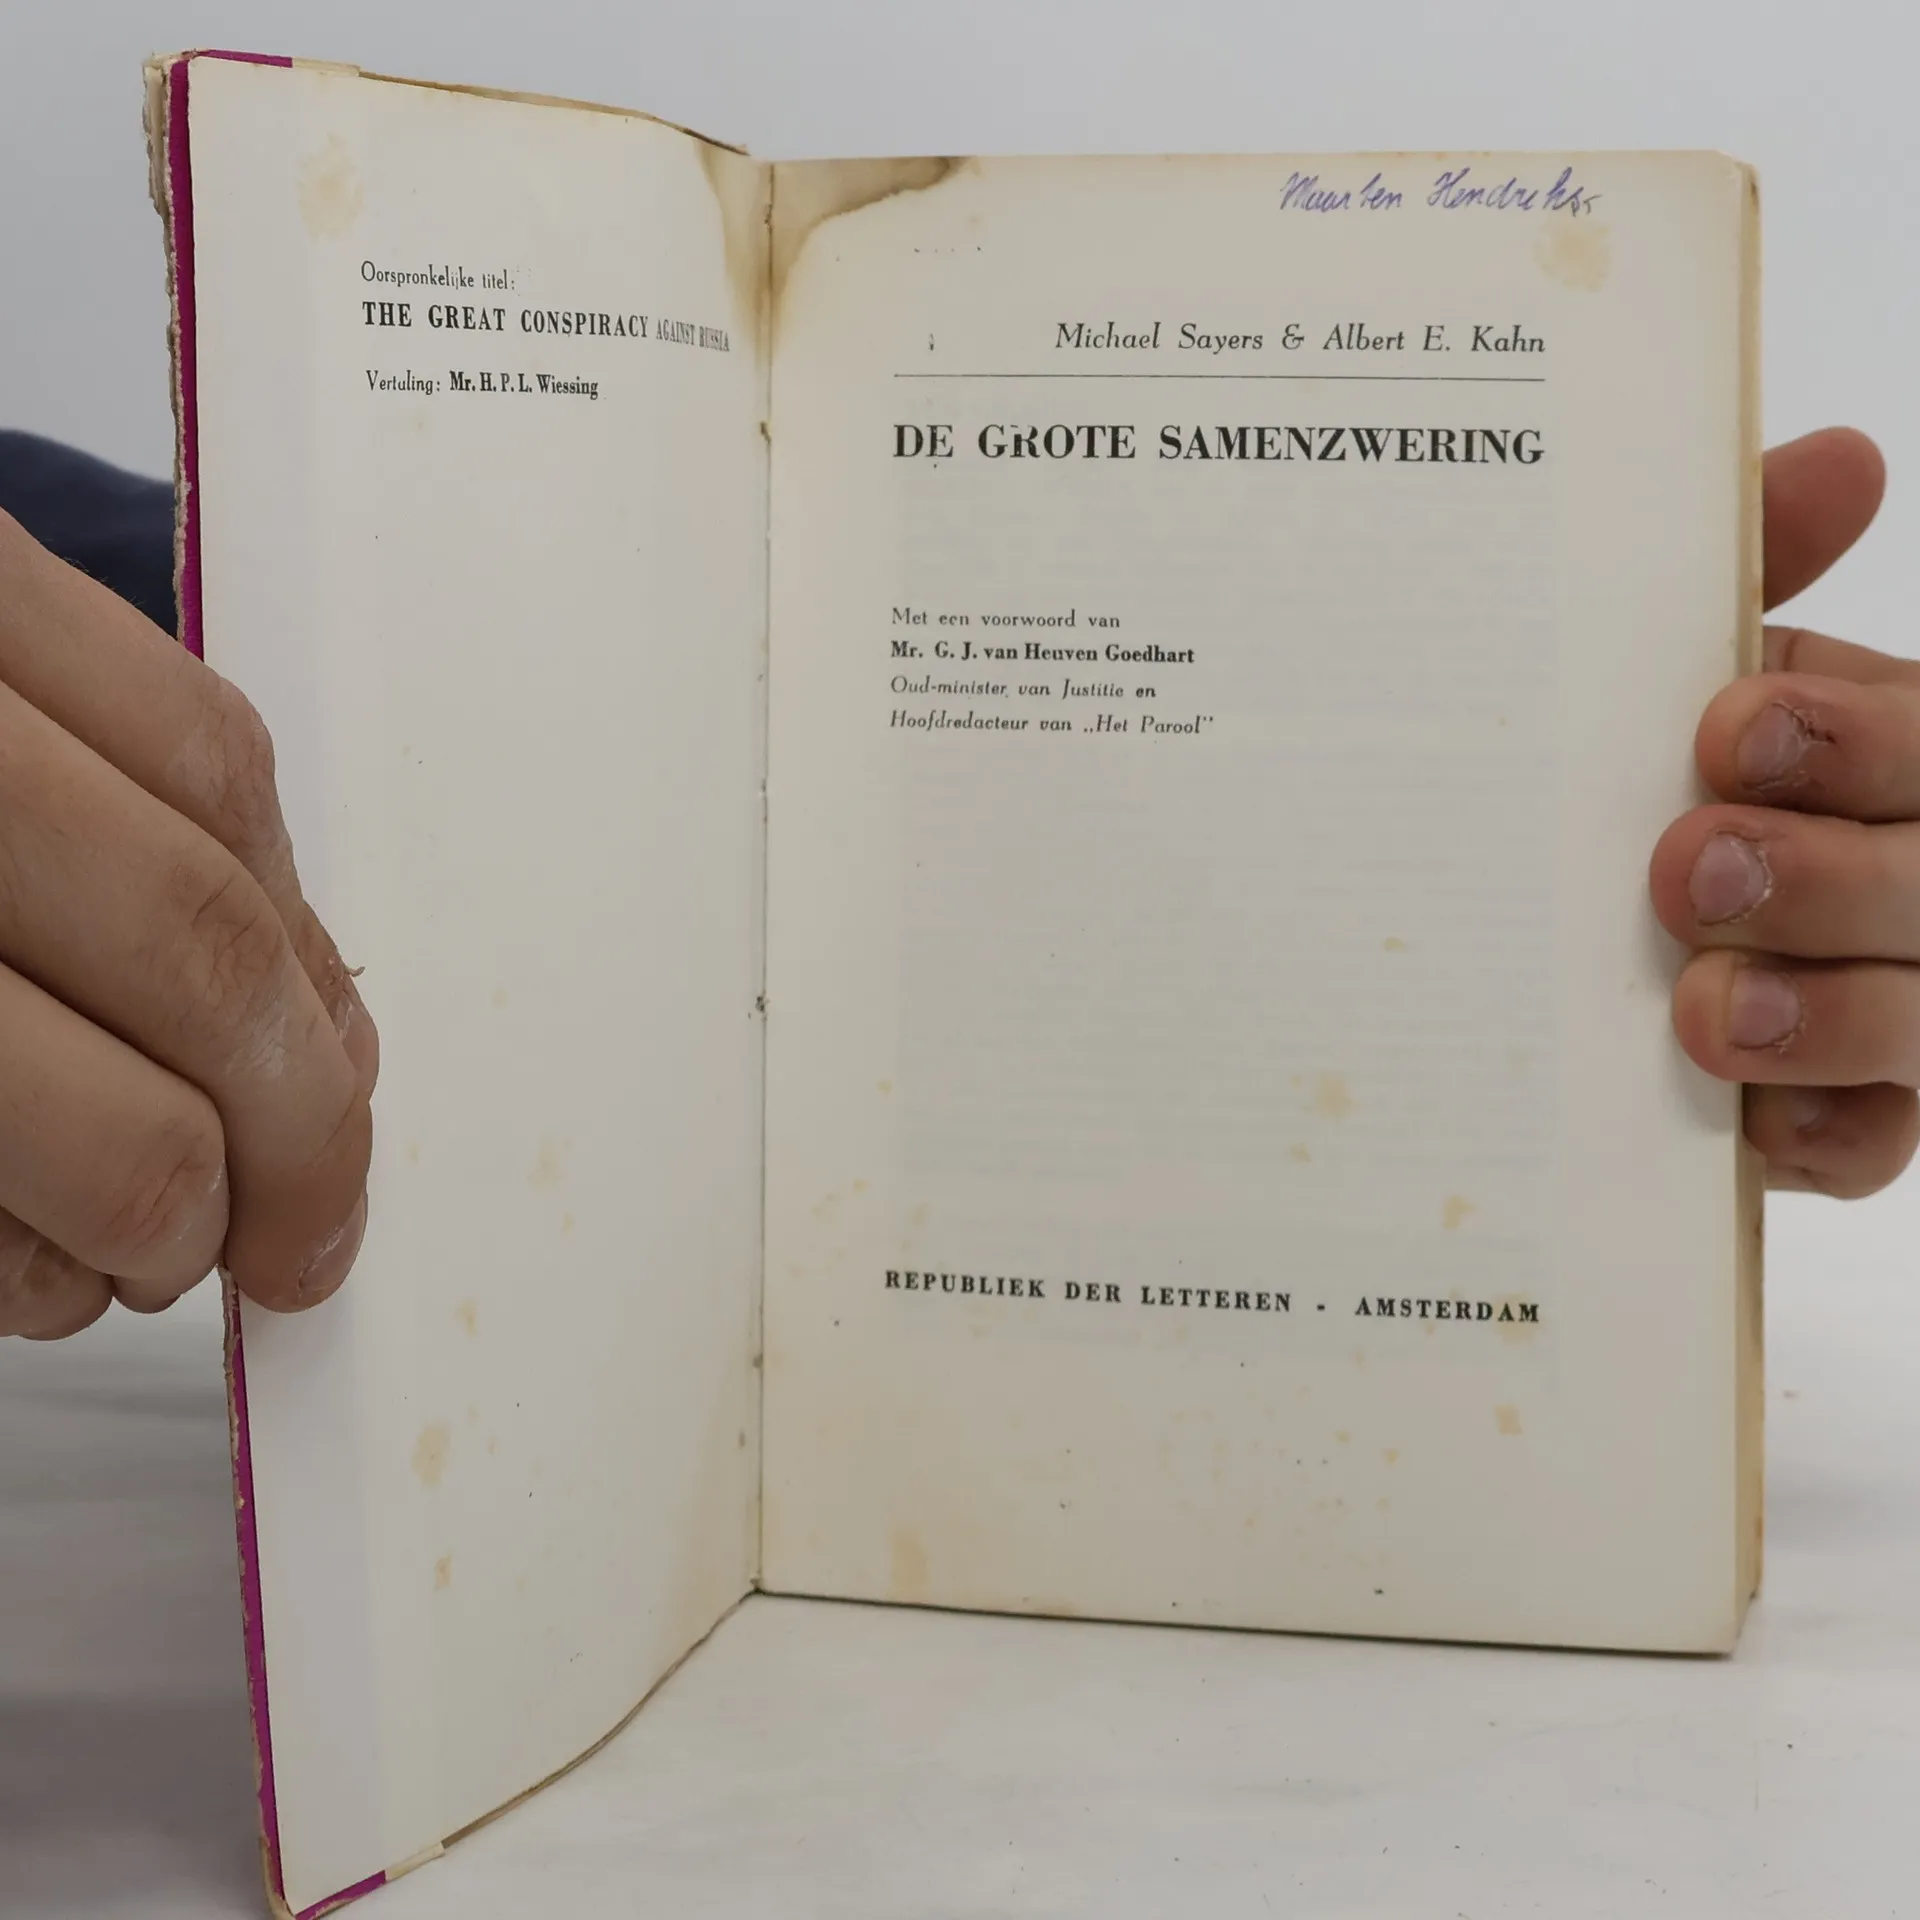 Oorspronkelijke titel:
THE GREAT CONSPIRACY AGAINST RUSSIA
Vertaling: Mr. H. P. L. Wiessing
Maarten Hendriks
Michael Sayers & Albert E. Kahn
DE GROTE SAMENZWERING
Met een voorwoord van
Mr. G. J. van Heuven Goedhart
Oud-minister van Justitie en
Hoofdredacteur van „Het Parool"
REPUBLIEK DER LETTEREN - AMSTERDAM